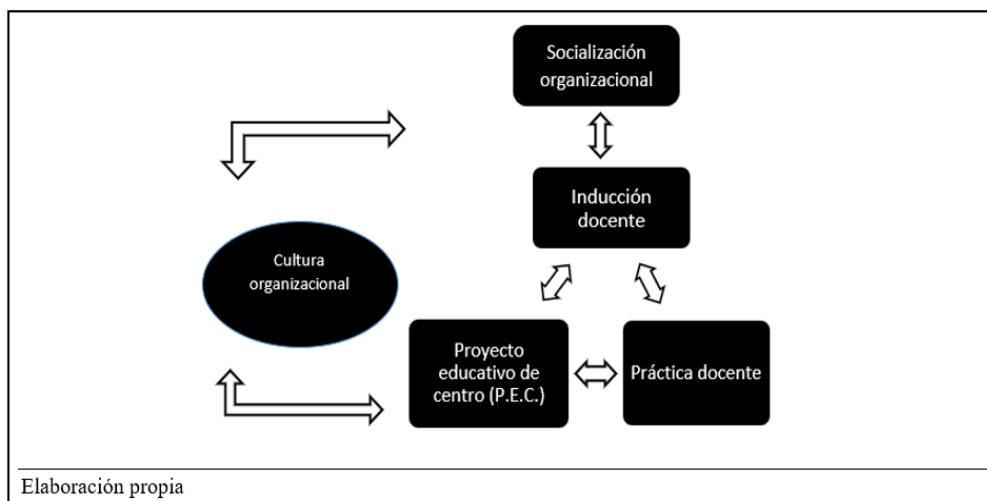 Socialización
organizacional
Inducción
docente
Cultura
organizacional
Proyecto
educativo de
centro (P.E.C.)
Práctica docente
Elaboración propia